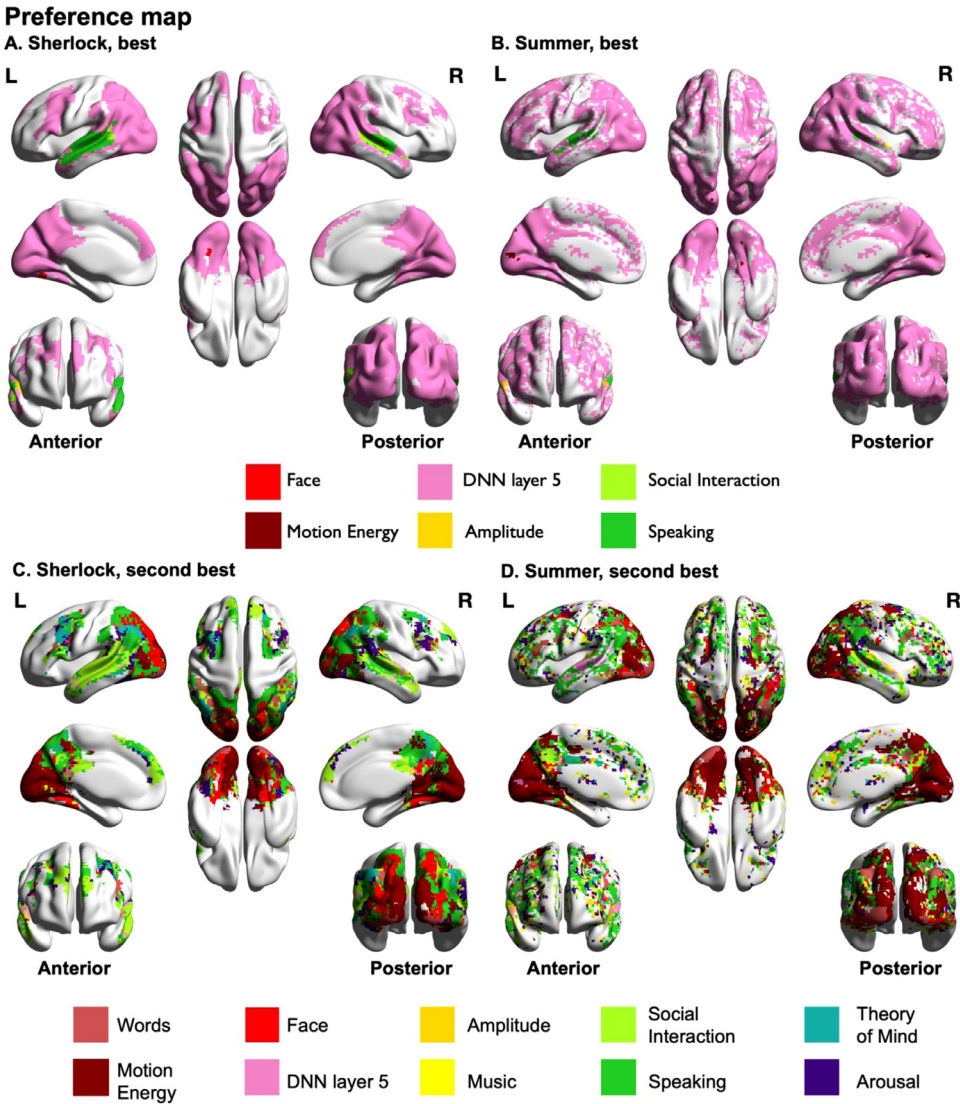 Preference map
A. Sherlock, best
B. Summer, best
L
R
L
R
Anterior
Posterior
Anterior
Posterior
Face
DNN layer 5
Social Interaction
Motion Energy
Amplitude
Speaking
C. Sherlock, second best
D. Summer, second best
L
R
L
R
Anterior
Posterior
Anterior
Posterior
Words
Face
Amplitude
Social
Interaction
Theory
of Mind
Motion
Energy
DNN layer 5
Music
Speaking
Arousal